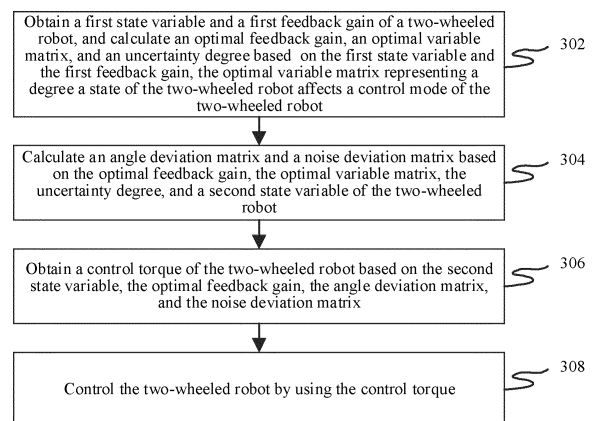 Obtain a first state variable and a first feedback gain of a two-wheeled
robot, and calculate an optimal feedback gain, an optimal variable
matrix, and an uncertainty degree based on the first state variable and
the first feedback gain, the optimal variable matrix representing a
degree a state of the two-wheeled robot affects a control mode of the
two-wheeled robot
302
Calculate an angle deviation matrix and a noise deviation matrix based
on the optimal feedback gain, the optimal variable matrix, the
uncertainty degree, and a second state variable of the two-wheeled
robot
304
Obtain a control torque of the two-wheeled robot based on the second
state variable, the optimal feedback gain, the angle deviation matrix,
and the noise deviation matrix
306
Control the two-wheeled robot by using the control torque
308